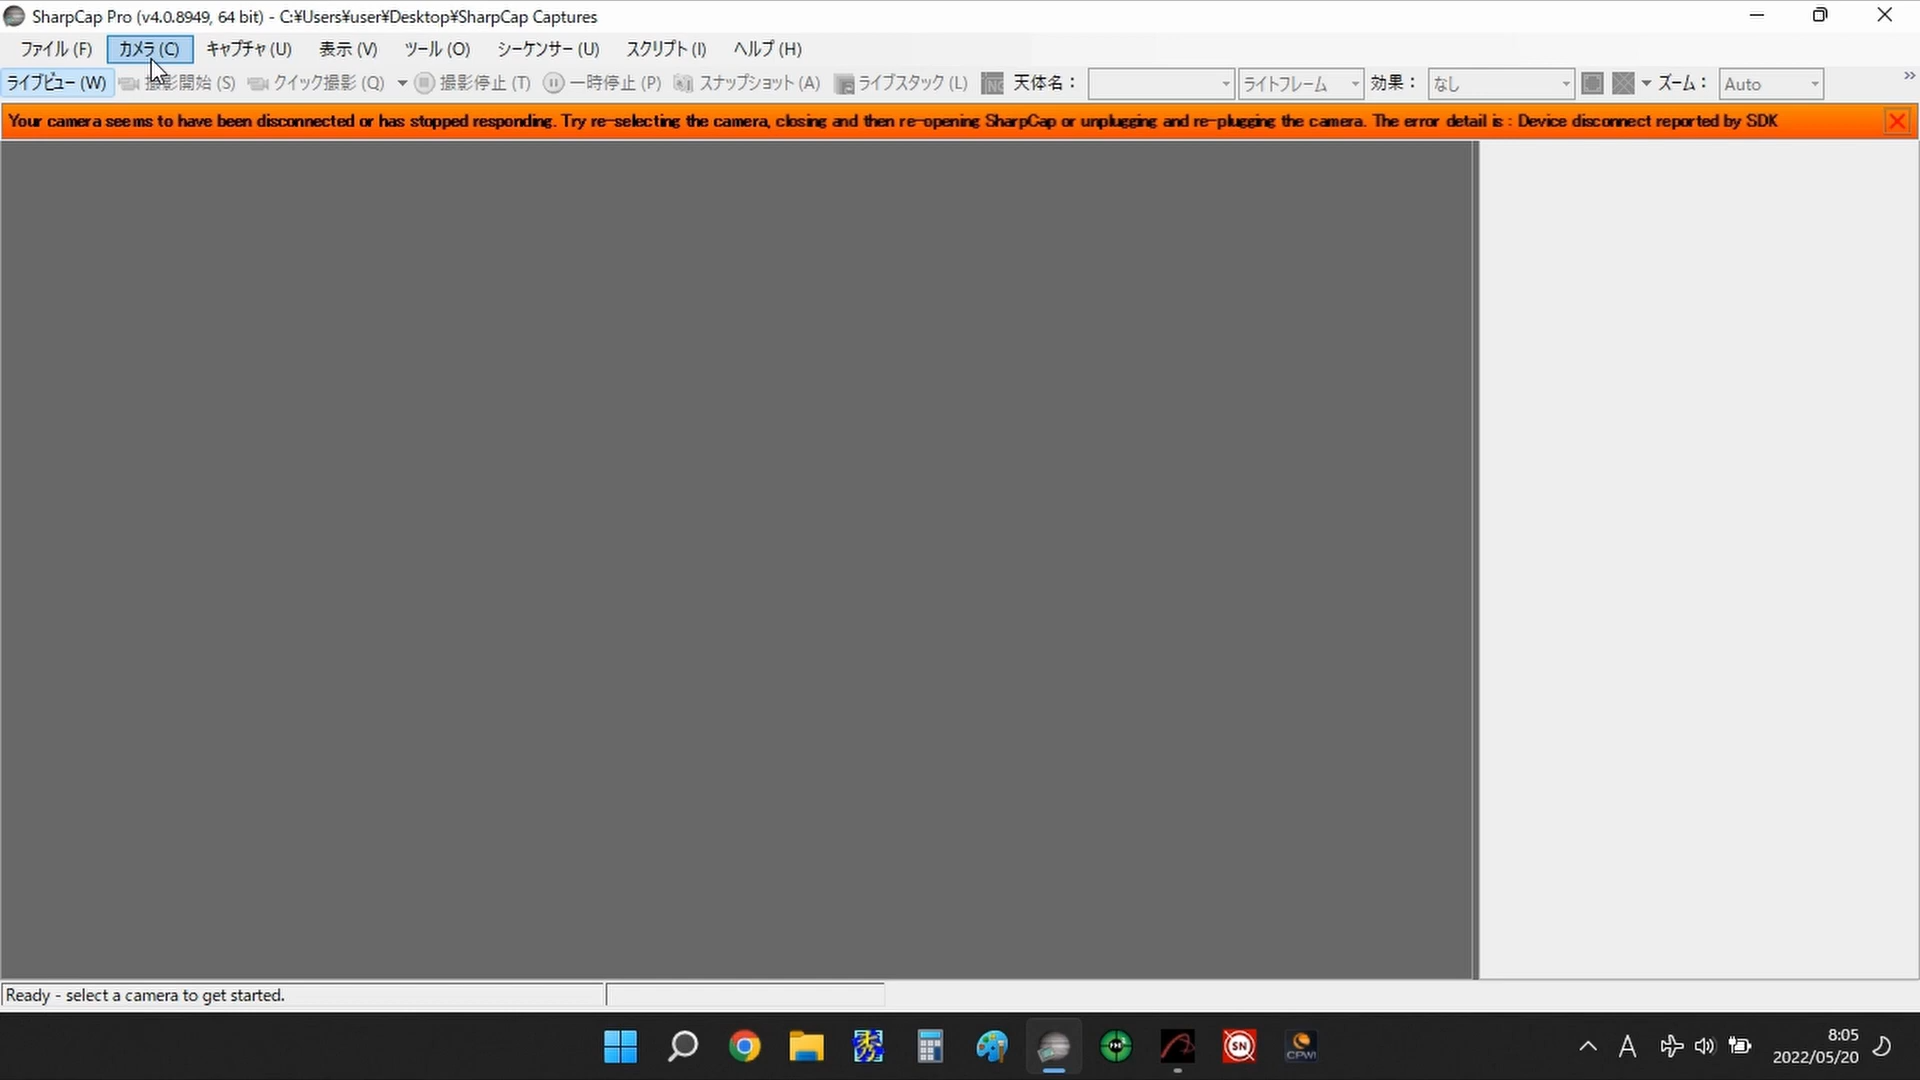 SharpCap Pro (v4.0.8949, 64 bit) - C:¥Users¥user¥Desktop¥SharpCap Captures
ファイル (F) カメラ (C) キャプチャ (U) 表示 (V) ツール (O) シーケンサー (U) スクリプト (I) ヘルプ (H)
ライブビュー (W) 撮影開始 (S) クイック撮影 (Q) 撮影停止 (T) 一時停止 (P) スナップショット (A) ライブスタック (L) 天体名： ライトフレーム 効果： なし ズーム： Auto
Your camera seems to have been disconnected or has stopped responding. Try re-selecting the camera, closing and then re-opening SharpCap or unplugging and re-plugging the camera. The error detail is : Device disconnect reported by SDK
Ready - select a camera to get started.
秀 SN CPWI A 8:05
2022/05/20